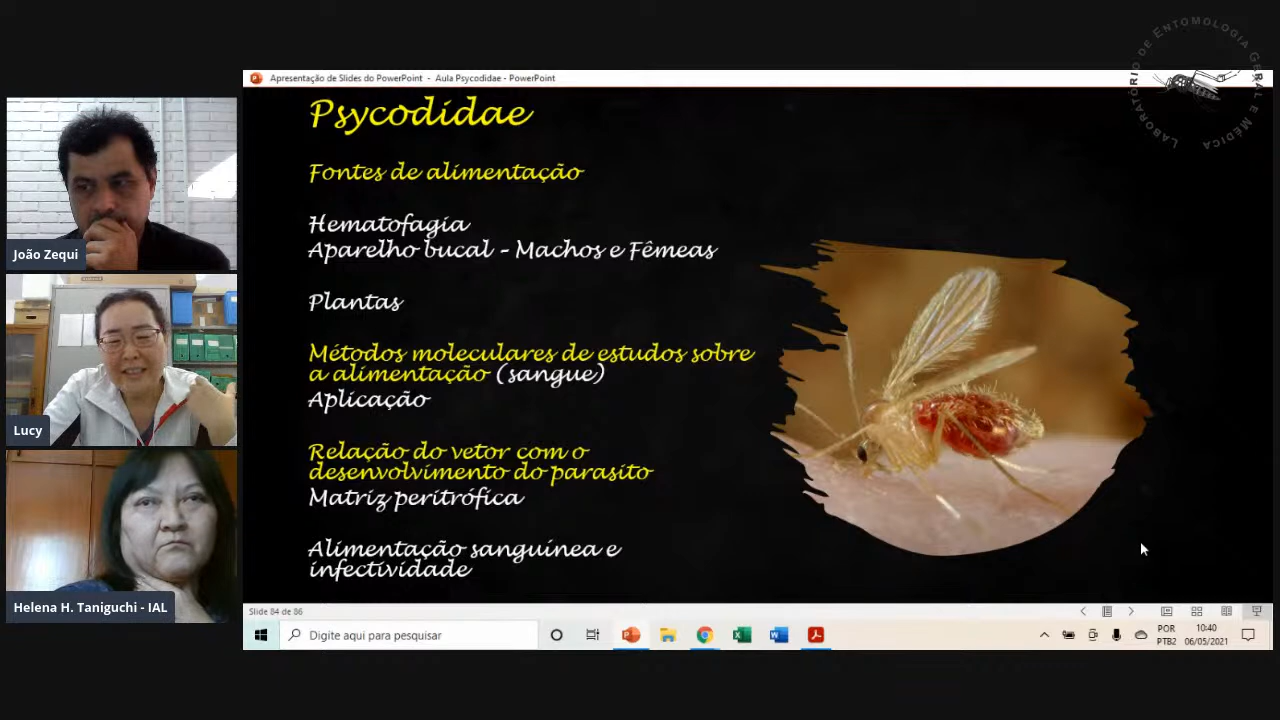 LABORATÓRIO DE ENTOMOLOGIA GERAL E MÉDICA
Apresentação de Slides do PowerPoint - Aula Psycodidae - PowerPoint
Psycodidae
Fontes de alimentação
Hematofagia
Aparelho bucal – Machos e Fêmeas
Plantas
Métodos moleculares de estudos sobre
a alimentação (sangue)
Aplicação
Relação do vetor com o
desenvolvimento do parasito
Matriz peritrófica
Alimentação sanguínea e
infectividade
João Zequi
Lucy
Helena H. Taniguchi - IAL
Slide 84 de 86
Digite aqui para pesquisar
POR
PTB2
10:40
06/05/2021